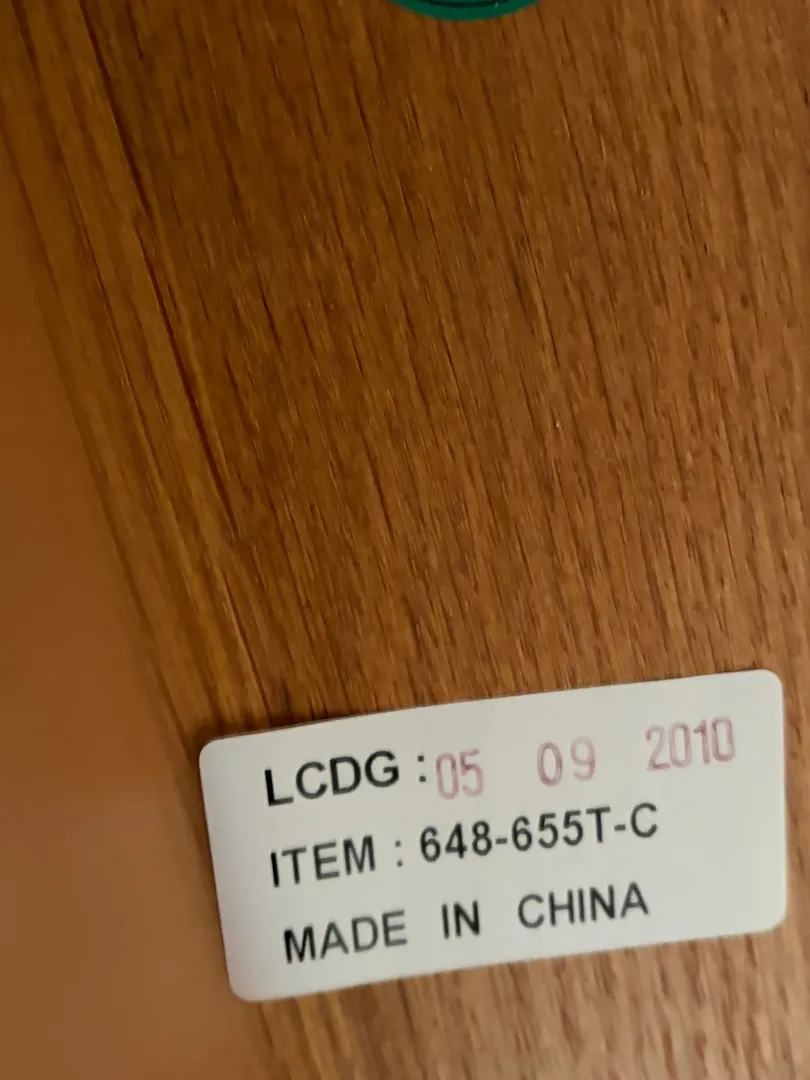 LCDG : 05 09 2010
ITEM : 648-655T-C
MADE IN CHINA